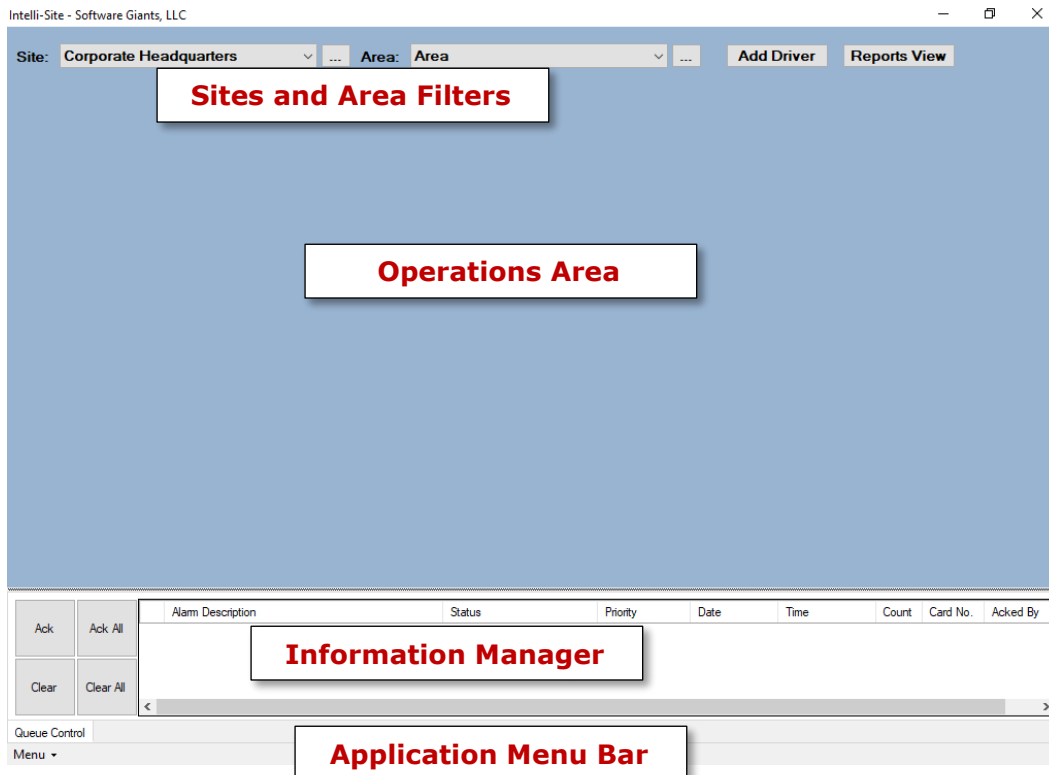 Intelli-Site - Software Giants, LLC
Site: Corporate Headquarters ... Area: Area ... Add Driver Reports View
Sites and Area Filters
Operations Area
Alarm Description Status Priority Date Time Count Card No. Acked By
Ack Ack All
Information Manager
Clear Clear All
Queue Control
Menu
Application Menu Bar